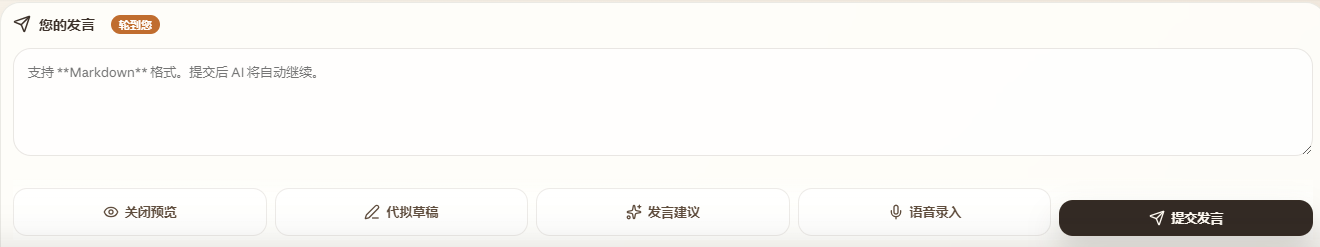 您的发言 轮到您
支持 **Markdown** 格式。提交后 AI 将自动继续。
关闭预览 代拟草稿 发言建议 语音录入 提交发言